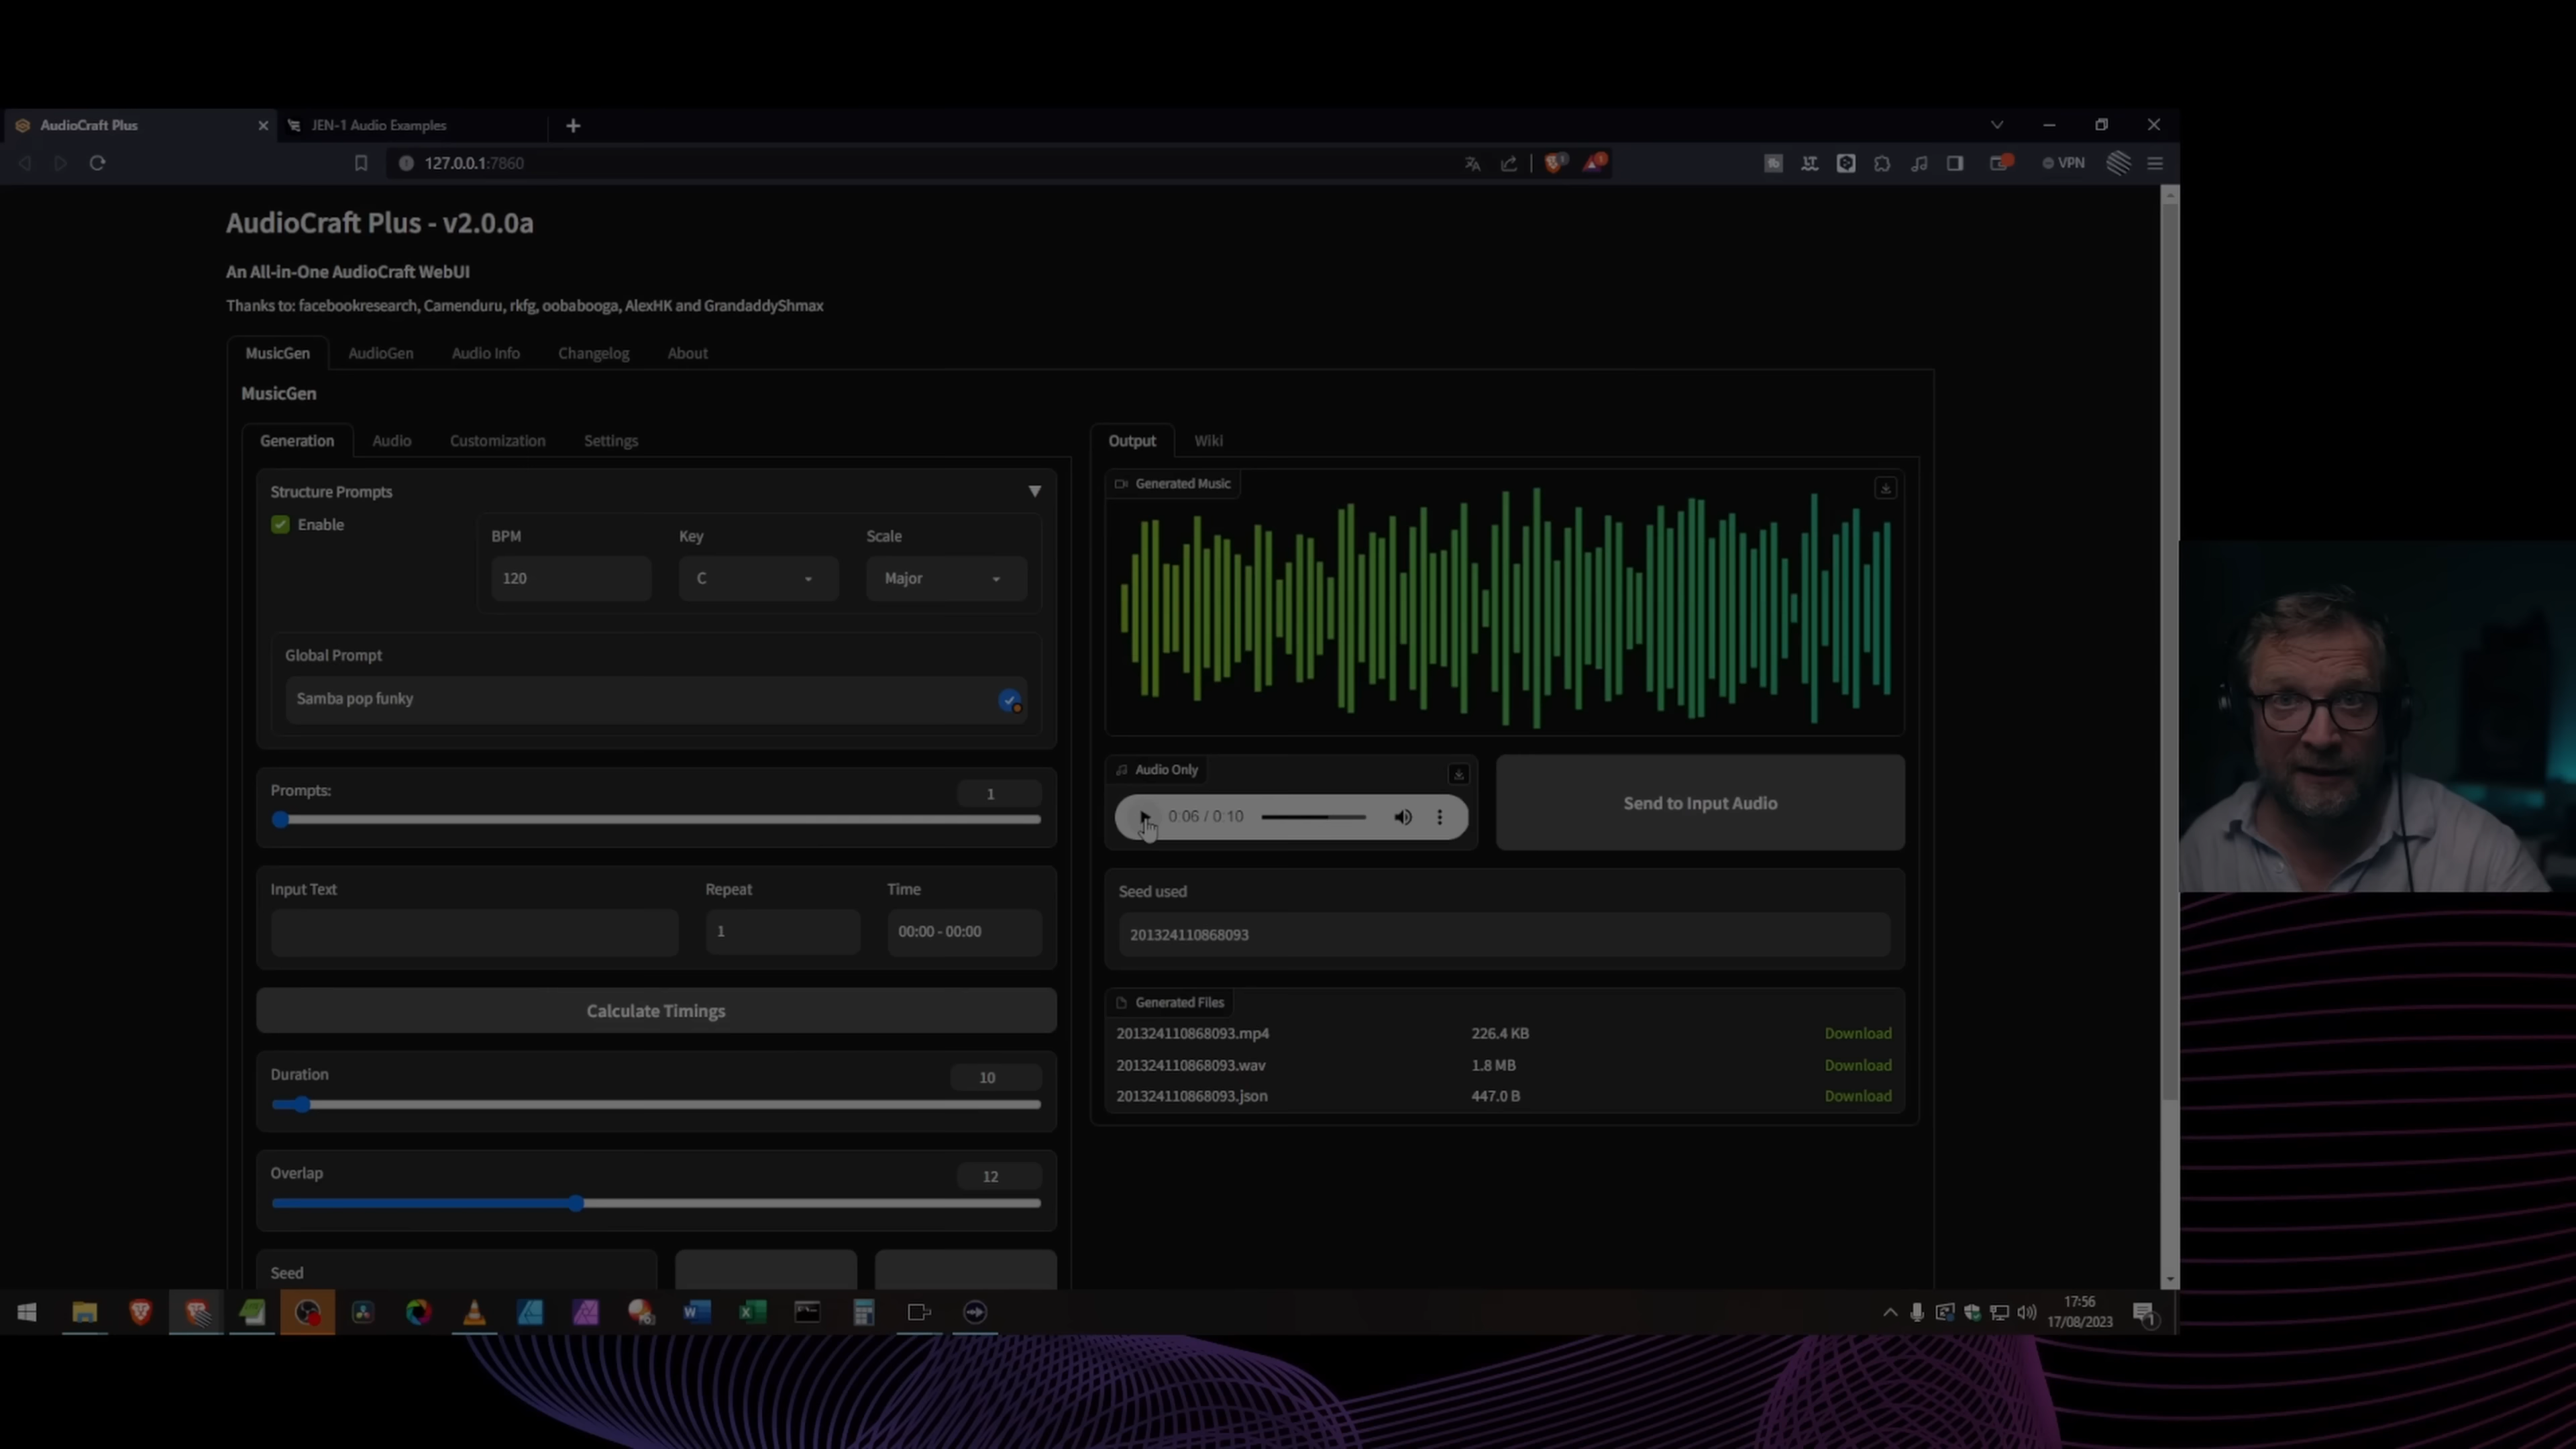 AudioCraft Plus
JEN-1 Audio Examples
127.0.0.1:7860
VPN
AudioCraft Plus - v2.0.0a
An All-in-One AudioCraft WebUI
Thanks to: facebookresearch, Camenduru, rkfg, oobabooga, AlexHK and GrandaddyShmax
MusicGen
AudioGen
Audio Info
Changelog
About
MusicGen
Generation
Audio
Customization
Settings
Structure Prompts
Enable
BPM
Key
Scale
120
C
Major
Global Prompt
Samba pop funky
Prompts:
1
Input Text
Repeat
Time
1
00:00 - 00:00
Calculate Timings
Duration
10
Overlap
12
Seed
Output
Wiki
Generated Music
Audio Only
0:06 / 0:10
Send to Input Audio
Seed used
201324110868093
Generated Files
201324110868093.mp4 226.4 KB Download
201324110868093.wav 1.8 MB Download
201324110868093.json 447.0 B Download
17:56
17/08/2023
1